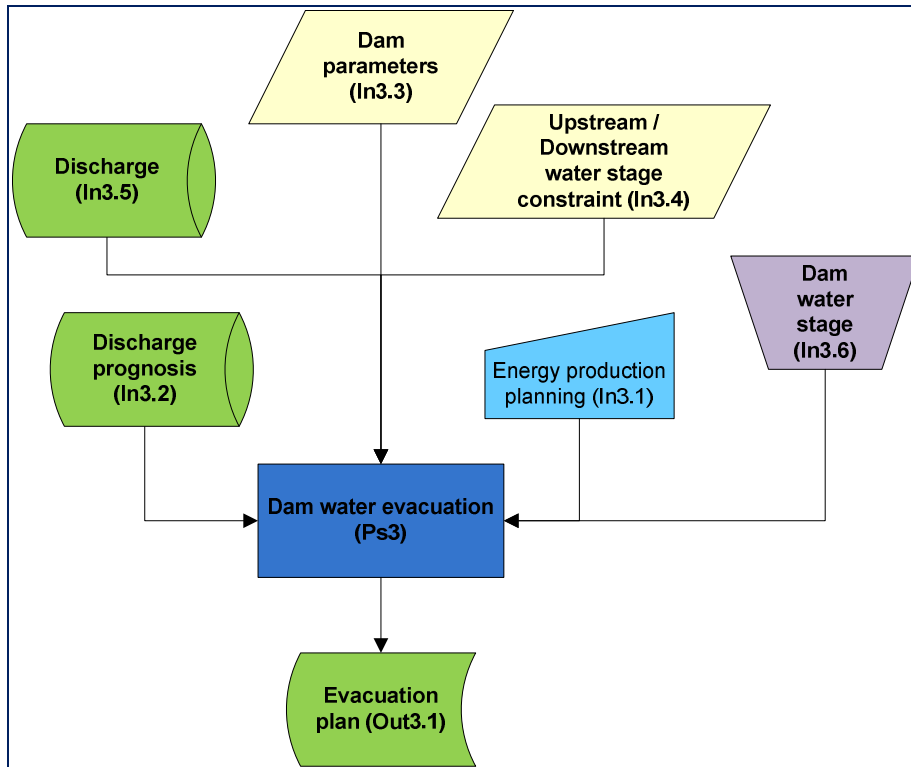 Dam
parameters
(In3.3)
Upstream /
Downstream
water stage
constraint (In3.4)
Discharge
(In3.5)
Dam
water
stage
(In3.6)
Discharge
prognosis
(In3.2)
Energy production
planning (In3.1)
Dam water evacuation
(Ps3)
Evacuation
plan (Out3.1)